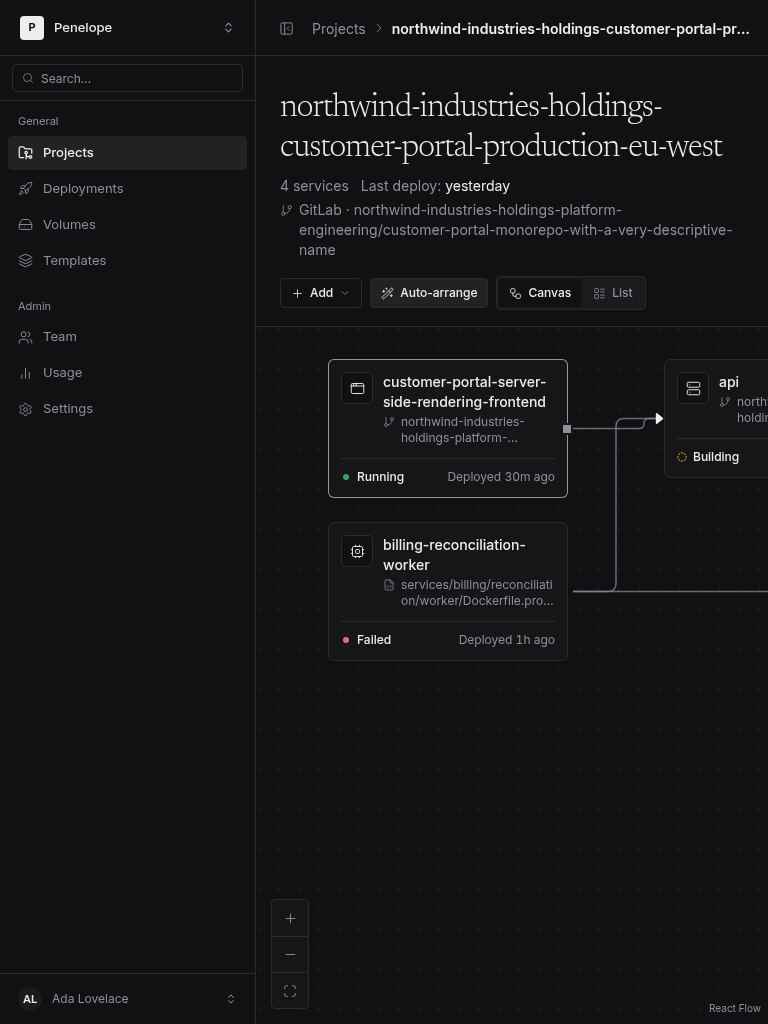 P Penelope
Search...
General
Projects
Deployments
Volumes
Templates
Admin
Team
Usage
Settings
AL Ada Lovelace
Projects > northwind-industries-holdings-customer-portal-pr...
northwind-industries-holdings-
customer-portal-production-eu-west
4 services Last deploy: yesterday
GitLab · northwind-industries-holdings-platform-
engineering/customer-portal-monorepo-with-a-very-descriptive-
name
Add Auto-arrange Canvas List
customer-portal-server-
side-rendering-frontend
northwind-industries-
holdings-platform-...
Running Deployed 30m ago
api
Building
billing-reconciliation-
worker
services/billing/reconciliati
on/worker/Dockerfile.pro...
Failed Deployed 1h ago
React Flow